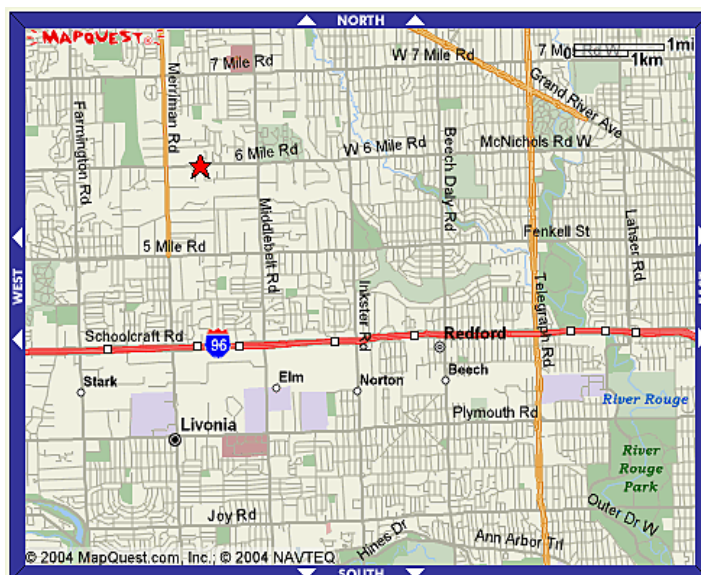 NORTH
MAPQUEST
7 Mile Rd
W 7 Mile Rd
1mi
0
1km
Grand River Ave
Farmington Rd
Merriman Rd
6 Mile Rd
W 6 Mile Rd
McNichols Rd W
Beech Daly Rd
Middlebelt Rd
Lahser Rd
5 Mile Rd
Fenkell St
WEST
Inkster Rd
Telegraph Rd
Schoolcraft Rd
96
Redford
Stark
Elm
Norton
Beech
River Rouge
Livonia
Plymouth Rd
River
Rouge
Park
Joy Rd
Outer Dr W
Hines Dr
Ann Arbor Trl
© 2004 MapQuest.com, Inc.; © 2004 NAVTEQ
SOUTH